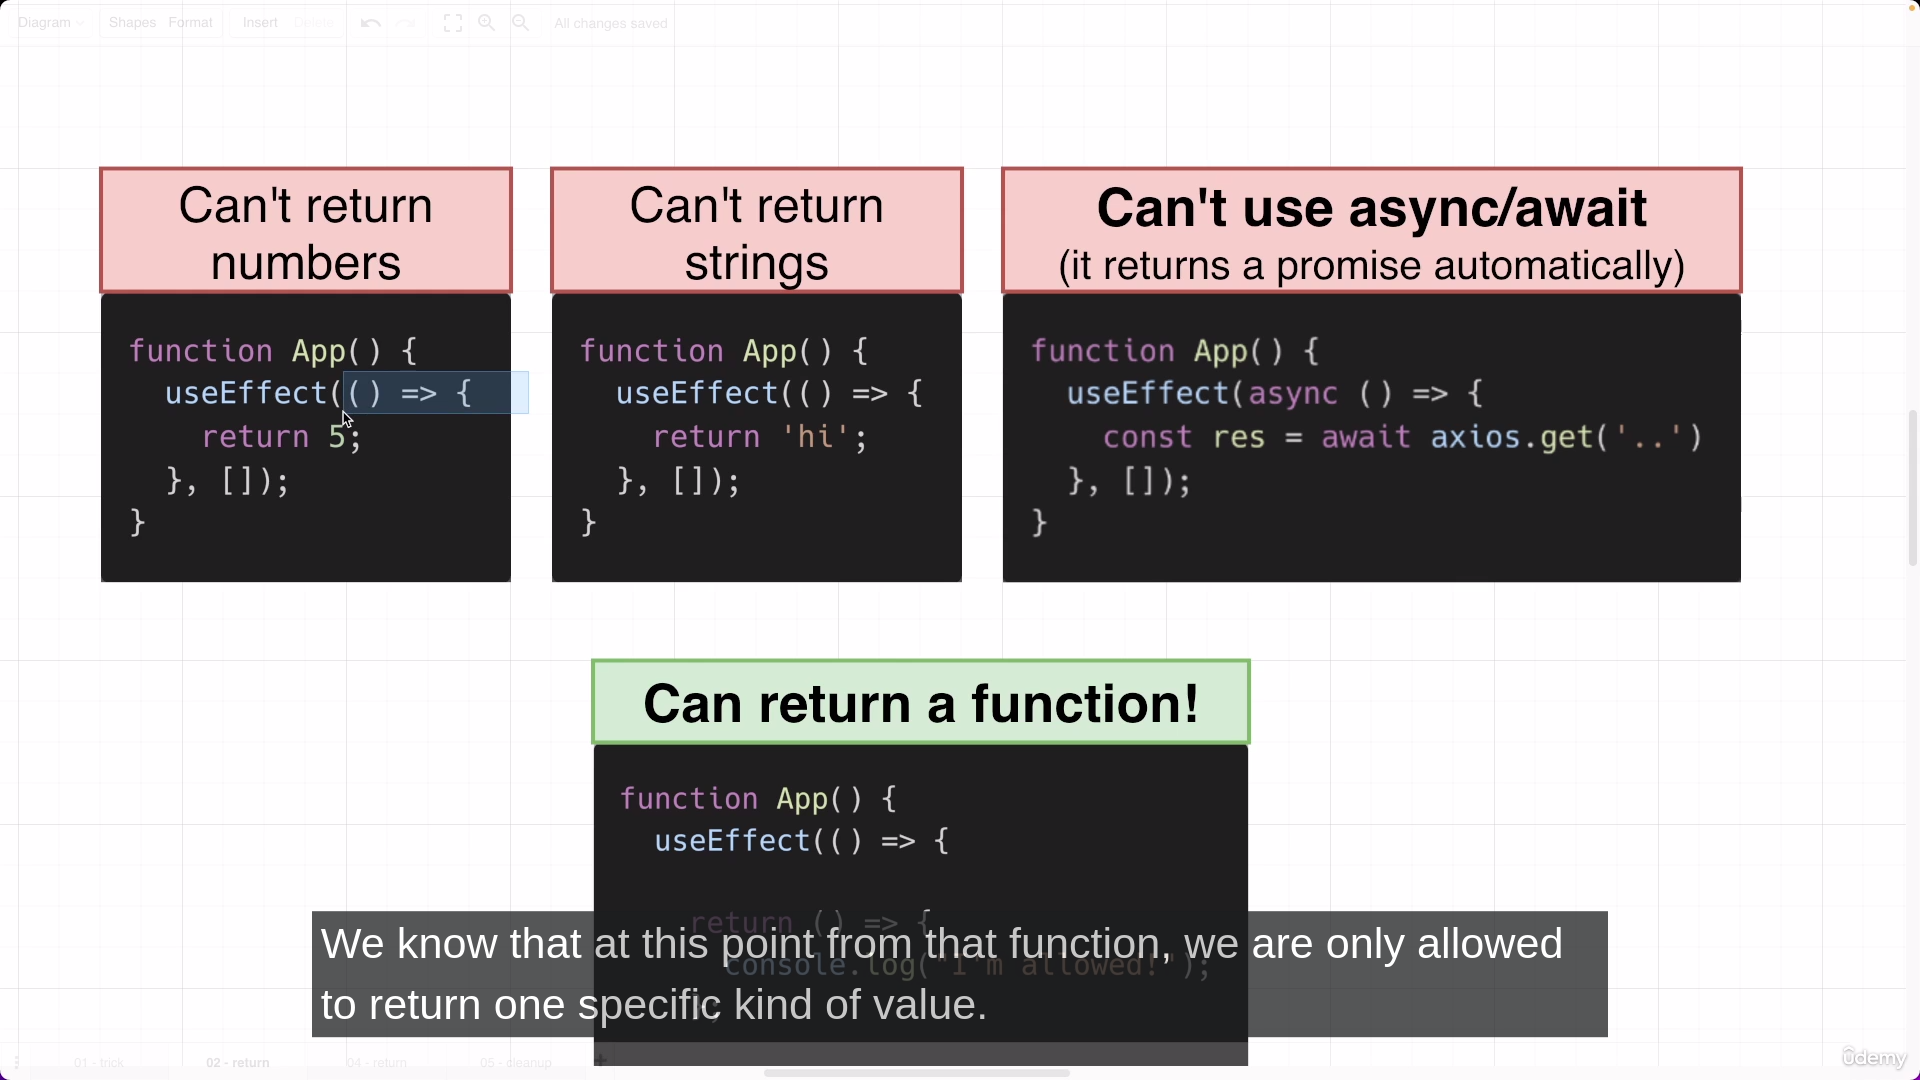 Diagram Shapes Format Insert Delete All changes saved
Can't return
numbers
function App() {
useEffect(() => {
return 5;
}, []);
}
Can't return
strings
function App() {
useEffect(() => {
return 'hi';
}, []);
}
Can't use async/await
(it returns a promise automatically)
function App() {
useEffect(async () => {
const res = await axios.get('..')
}, []);
}
Can return a function!
function App() {
useEffect(() => {
return () => {
console.log("I'm allowed!");
We know that at this point from that function, we are only allowed
to return one specific kind of value.
01 - trick 02 - return 04 - return 05 - cleanup +
ûdemy